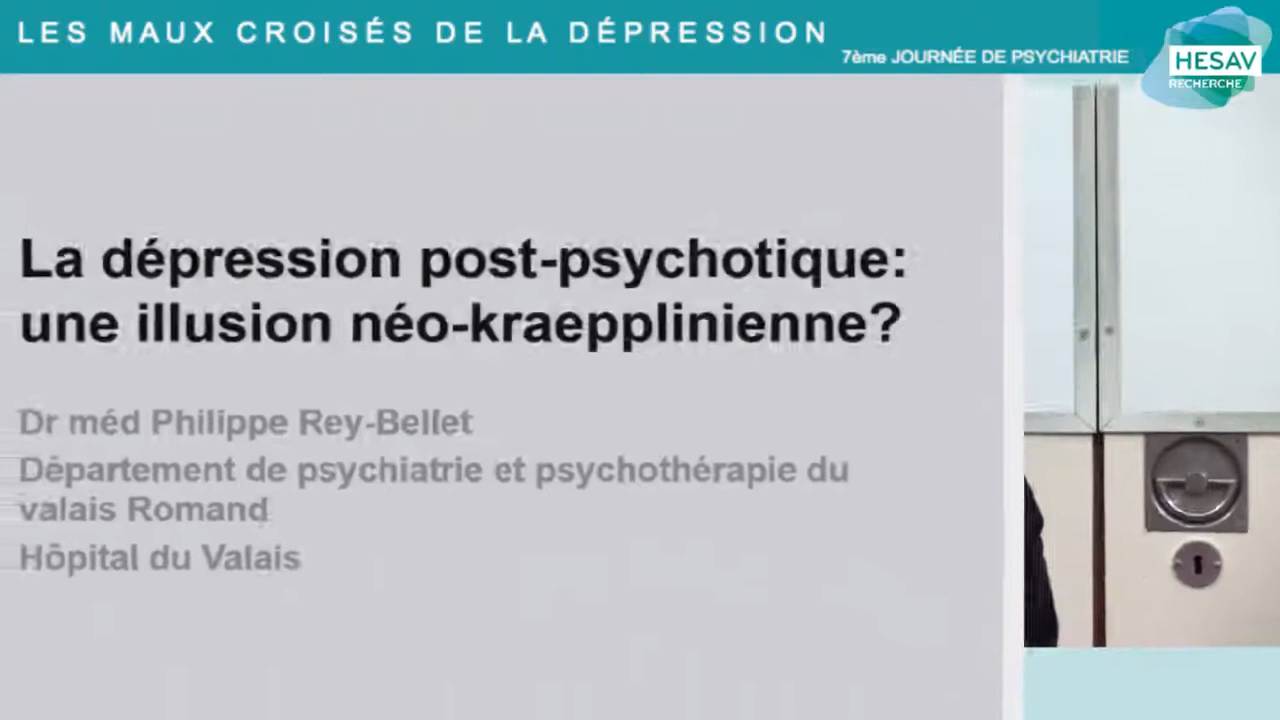 LES MAUX CROISÉS DE LA DÉPRESSION
7ème JOURNÉE DE PSYCHIATRIE
HESAV
RECHERCHE
La dépression post-psychotique:
une illusion néo-kraepplinienne?
Dr méd Philippe Rey-Bellet
Département de psychiatrie et psychothérapie du
valais Romand
Hôpital du Valais